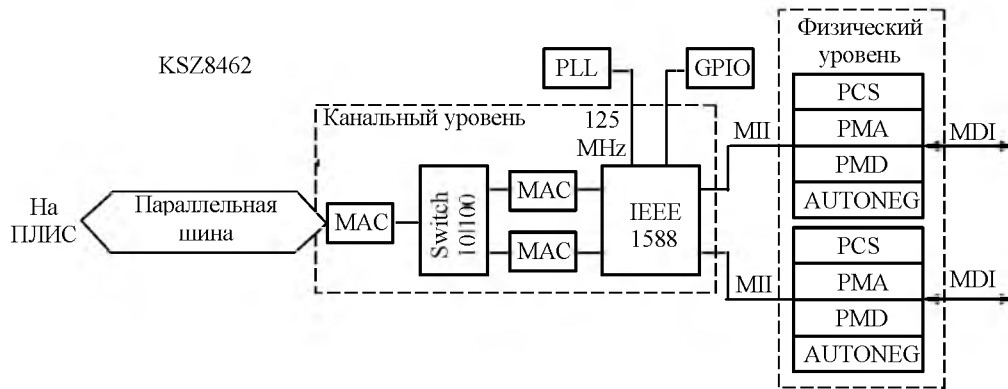 KSZ8462
Физический
уровень
PLL
GPIO
Канальный уровень
125
MHz
MII
PCS
PMA
PMD
AUTONEG
MDI
На
ПЛИС
Параллельная
шина
MAC
Switch
10||100
MAC
MAC
IEEE
1588
MII
PCS
PMA
PMD
AUTONEG
MDI